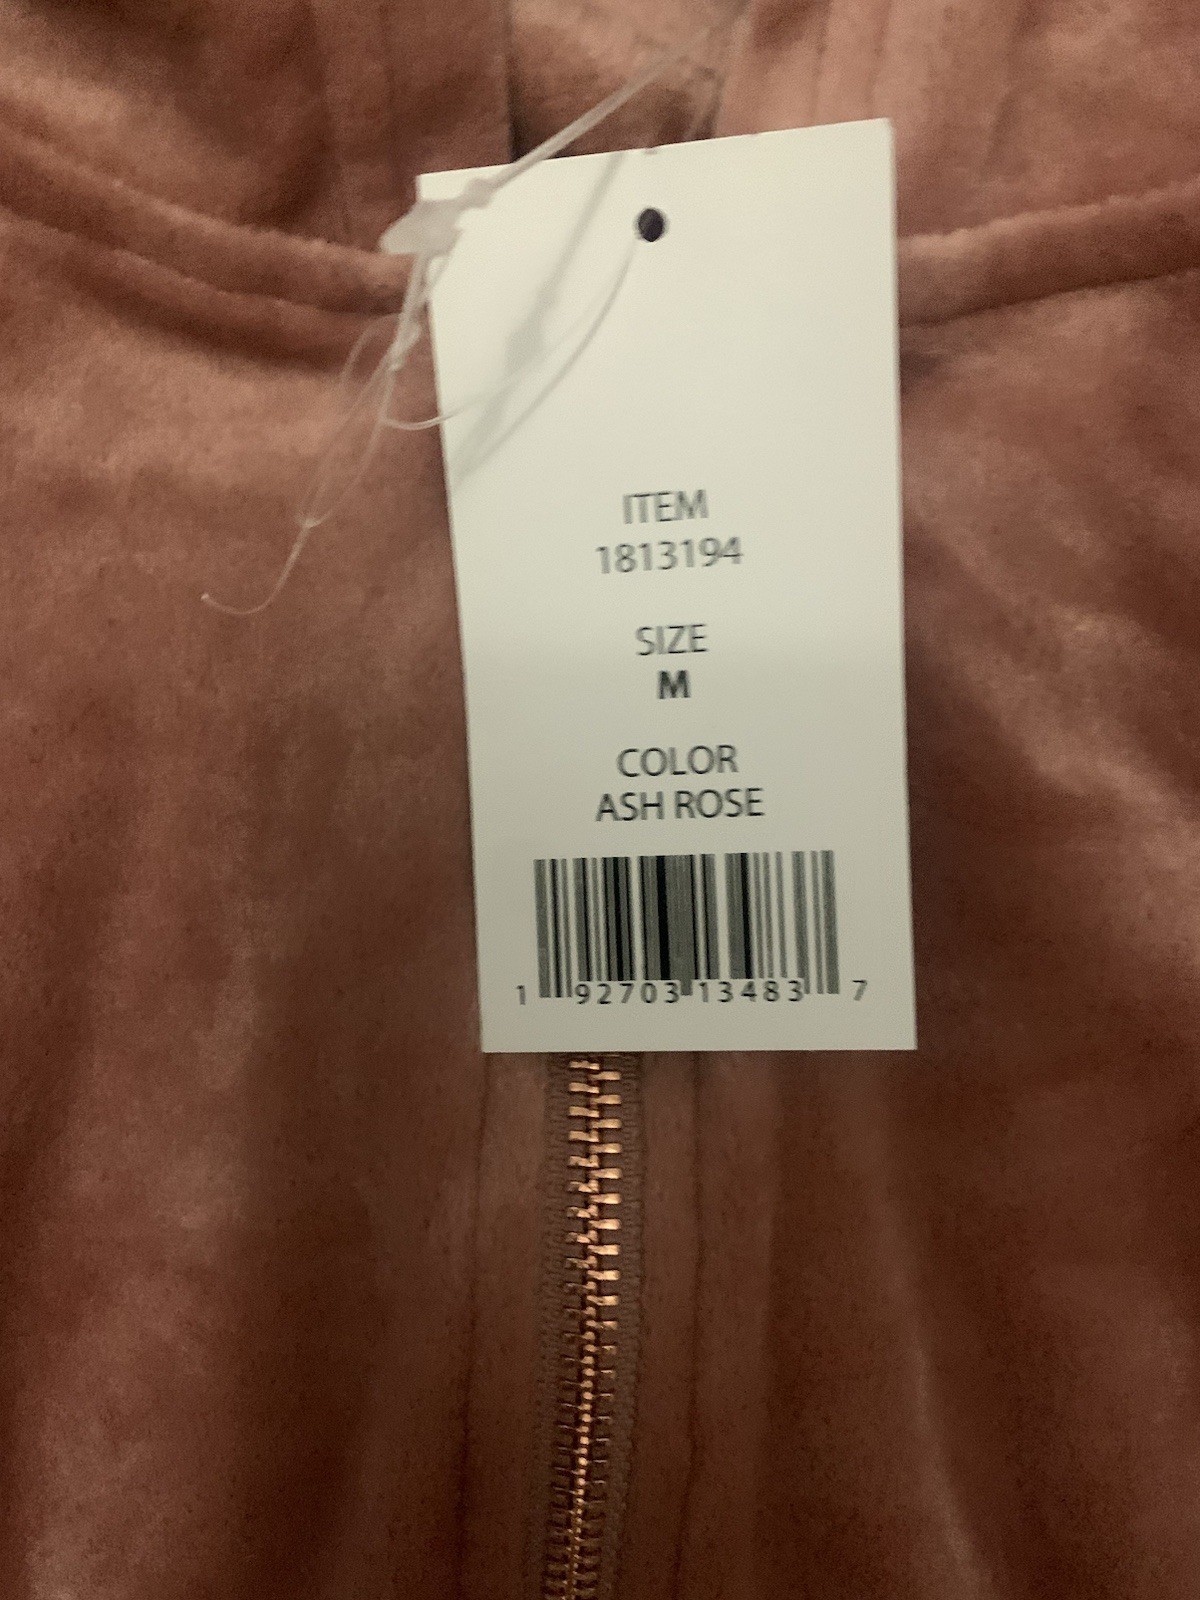 ITEM
1813194
SIZE
M
COLOR
ASH ROSE
1 92703 13483 7